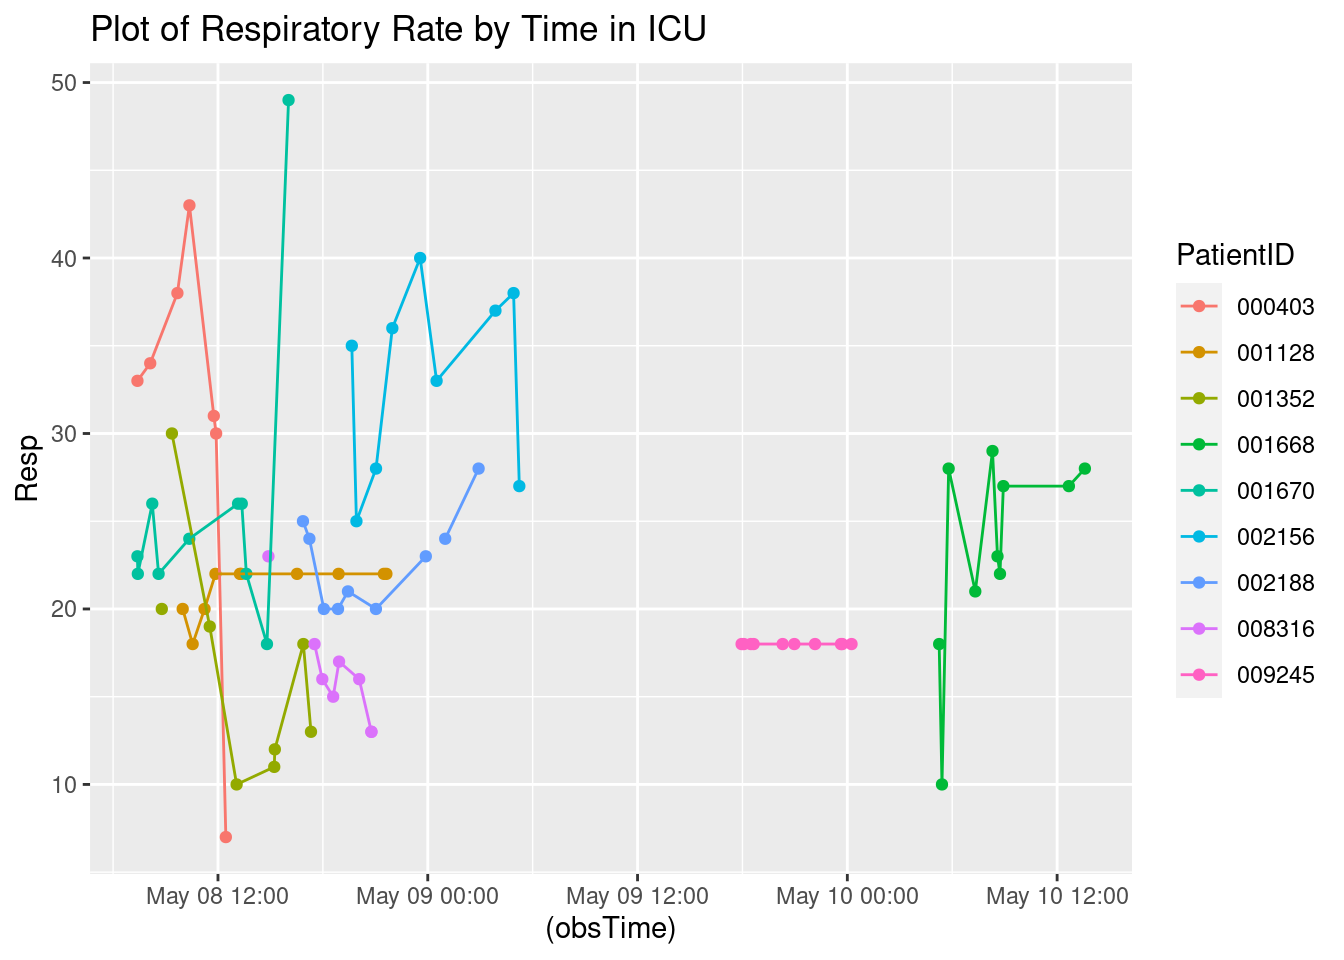 Plot of Respiratory Rate by Time in ICU
50
40
30
20
10
Resp
May 08 12:00
May 09 00:00
May 09 12:00
May 10 00:00
May 10 12:00
(obsTime)
PatientID
000403
001128
001352
001668
001670
002156
002188
008316
009245